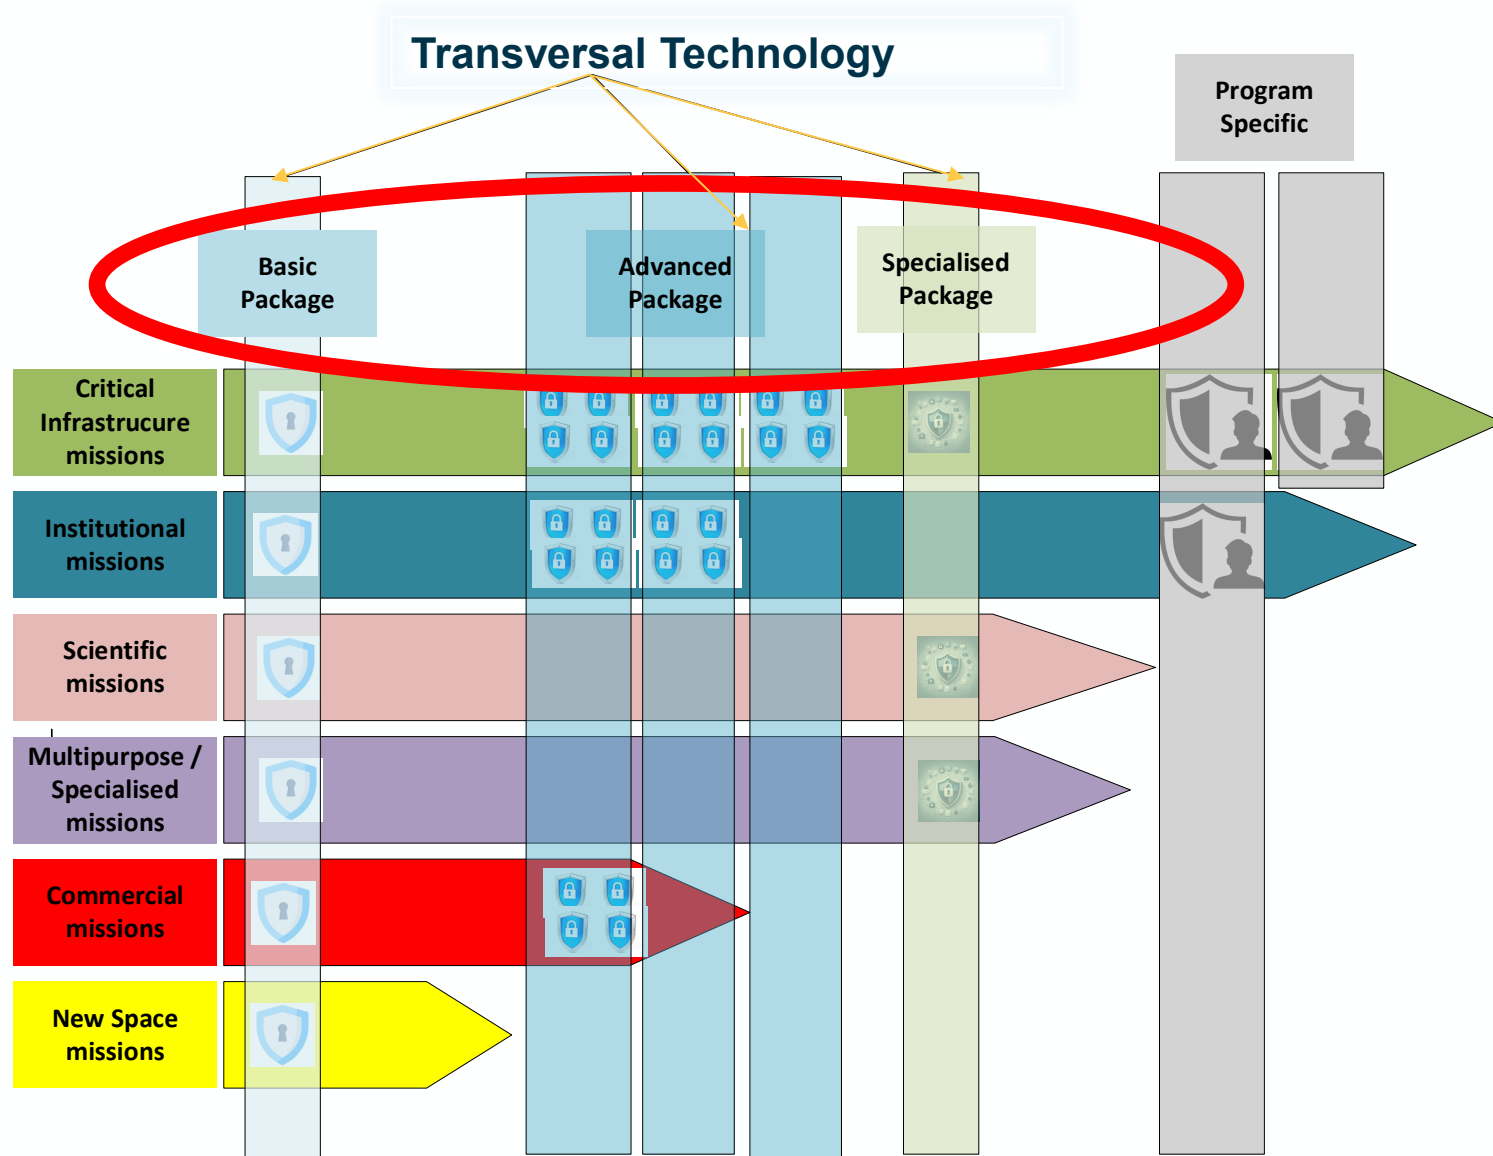 Transversal Technology
Program
Specific
Basic
Package
Advanced
Package
Specialised
Package
Critical
Infrastrucure
missions
Institutional
missions
Scientific
missions
Multipurpose /
Specialised
missions
Commercial
missions
New Space
missions